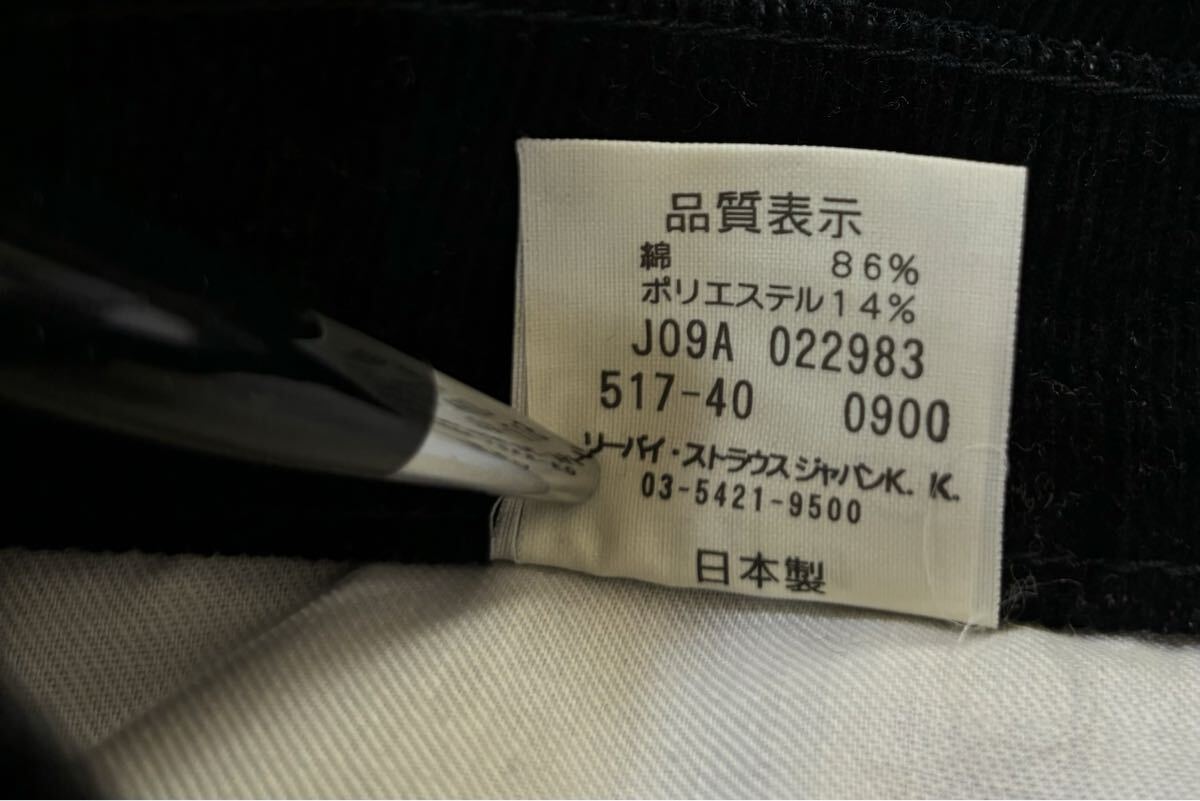 品質表示
綿 86%
ポリエステル14%
J09A 022983
517-40 0900
リーバイ・ストラウス ジャパンK. K.
03-5421-9500
日本製